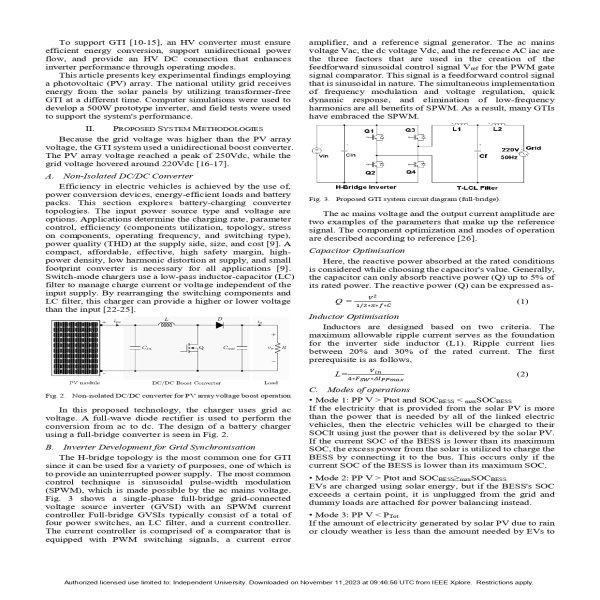 To support GTI [10-15], an HV converter must ensure
efficient energy conversion, support unidirectional power
flow, and provide an HV DC connection that enhances
inverter performance through operating modes.
This article presents key experimental findings employing
a photovoltaic (PV) array. The national utility grid receives
energy from the solar panels by utilizing transformer-free
GTI at a different time. Computer simulations were used to
develop a 500W prototype inverter, and field tests were used
to support the system's performance.
II. PROPOSED SYSTEM METHODOLOGIES
Because the grid voltage was higher than the PV array
voltage, the GTI system used a unidirectional boost converter.
The PV array voltage reached a peak of 250Vdc, while the
grid voltage hovered around 220Vdc [16-17].
A. Non-Isolated DC/DC Converter
Efficiency in electric vehicles is achieved by the use of,
power conversion devices, energy-efficient loads and battery
packs. This section explores battery-charging converter
topologies. The input power source type and voltage are
options. Applications determine the charging rate, parameter
control, efficiency (components utilization, topology, stress
on components, operating frequency, and switching type),
power quality (THD) at the supply side, size, and cost [9]. A
compact, affordable, effective, high safety margin, high-
power density, low harmonic distortion at supply, and small
footprint converter is necessary for all applications [9].
Switch-mode chargers use a low-pass inductor-capacitor (LC)
filter to manage charge current or voltage independent of the
input supply. By rearranging the switching components and
LC filter, this charger can provide a higher or lower voltage
than the input [22-25].
L D
Q
R
PV module DC/DC Boost Converter Load
Fig. 2. Non-isolated DC/DC converter for PV array voltage boost operation
In this proposed technology, the charger uses grid ac
voltage. A full-wave diode rectifier is used to perform the
conversion from ac to dc. The design of a battery charger
using a full-bridge converter is seen in Fig. 2.
B. Inverter Development for Grid Synchronisation
The H-bridge topology is the most common one for GTI
since it can be used for a variety of purposes, one of which is
to provide an uninterrupted power supply. The most common
control technique is sinusoidal pulse-width modulation
(SPWM), which is made possible by the ac mains voltage.
Fig. 3 shows a single-phase full-bridge grid-connected
voltage source inverter (GVSI) with an SPWM current
controller Full-bridge GVSIs typically consist of a total of
four power switches, an LC filter, and a current controller.
The current controller is comprised of a comparator that is
equipped with PWM switching signals, a current error
amplifier, and a reference signal generator. The ac mains
voltage Vac, the dc voltage Vdc, and the reference AC iac are
the three factors that are used in the creation of the
feedforward sinusoidal control signal Vref for the PWM gate
signal comparator. This signal is a feedforward control signal
that is sinusoidal in nature. The simultaneous implementation
of frequency modulation and voltage regulation, quick
dynamic response, and elimination of low-frequency
harmonics are all benefits of SPWM. As a result, many GTIs
have embraced the SPWM.
Q1 Q3 L1 L2
Vin Cin Cf 220V 50Hz Grid
Q2 Q4
H-Bridge Inverter T-LCL Filter
Fig. 3. Proposed GTI system circuit diagram (full-bridge).
The ac mains voltage and the output current amplitude are
two examples of the parameters that make up the reference
signal. The component optimization and modes of operation
are described according to reference [26].
Capacitor Optimisation
Here, the reactive power absorbed at the rated conditions
is considered while choosing the capacitor's value. Generally,
the capacitor can only absorb reactive power (Q) up to 5% of
its rated power. The reactive power (Q) can be expressed as-
Q = V²/1/2*π*f*C (1)
Inductor Optimisation
Inductors are designed based on two criteria. The
maximum allowable ripple current serves as the foundation
for the inverter side inductor (L1). Ripple current lies
between 20% and 30% of the rated current. The first
prerequisite is as follows,
L= Vin/4*FSW*ΔIPPmax (2)
C. Modes of operations
• Mode 1: PP V > Ptot and SOCBESS < maxSOCBESS
If the electricity that is provided from the solar PV is more
than the power that is needed by all of the linked electric
vehicles, then the electric vehicles will be charged to their
SOClt using just the power that is delivered by the solar PV.
If the current SOC of the BESS is lower than its maximum
SOC, the excess power from the solar is utilized to charge the
BESS by connecting it to the bus. This occurs only if the
current SOC of the BESS is lower than its maximum SOC.
• Mode 2: PP V > Ptot and SOCBESS≥maxSOCBESS
EVs are charged using solar energy, but if the BESS's SOC
exceeds a certain point, it is unplugged from the grid and
dummy loads are attached for power balancing instead.
• Mode 3: PP V < PTot
If the amount of electricity generated by solar PV due to rain
or cloudy weather is less than the amount needed by EVs to
Authorized licensed use limited to: Independent University. Downloaded on November 11,2023 at 09:46:56 UTC from IEEE Xplore. Restrictions apply.